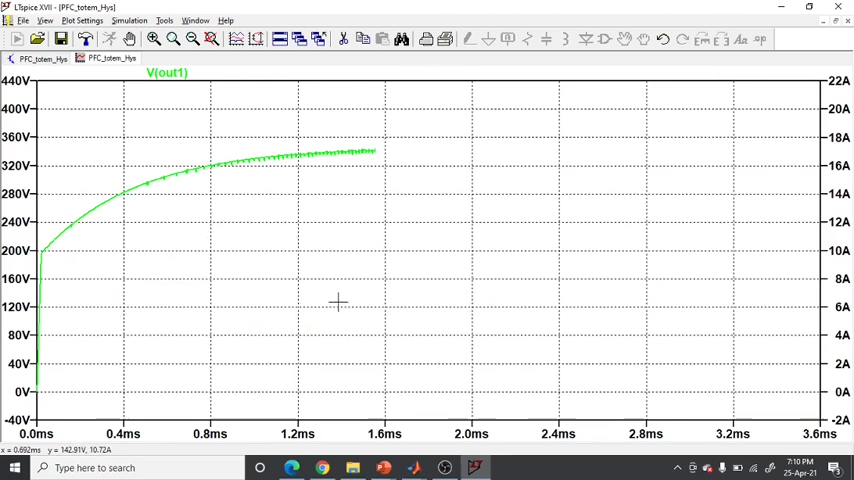 LTspice XVII - [PFC_totem_Hys]
File View Plot Settings Simulation Tools Window Help
PFC_totem_Hys PFC_totem_Hys
V(out1)
440V 22A
400V 20A
360V 18A
320V 16A
280V 14A
240V 12A
200V 10A
160V 8A
120V 6A
80V 4A
40V 2A
0V 0A
-40V -2A
0.0ms 0.4ms 0.8ms 1.2ms 1.6ms 2.0ms 2.4ms 2.8ms 3.2ms 3.6ms
x = 0.692ms y = 142.91V, 10.72A
Type here to search
7:10 PM
25-Apr-21
3